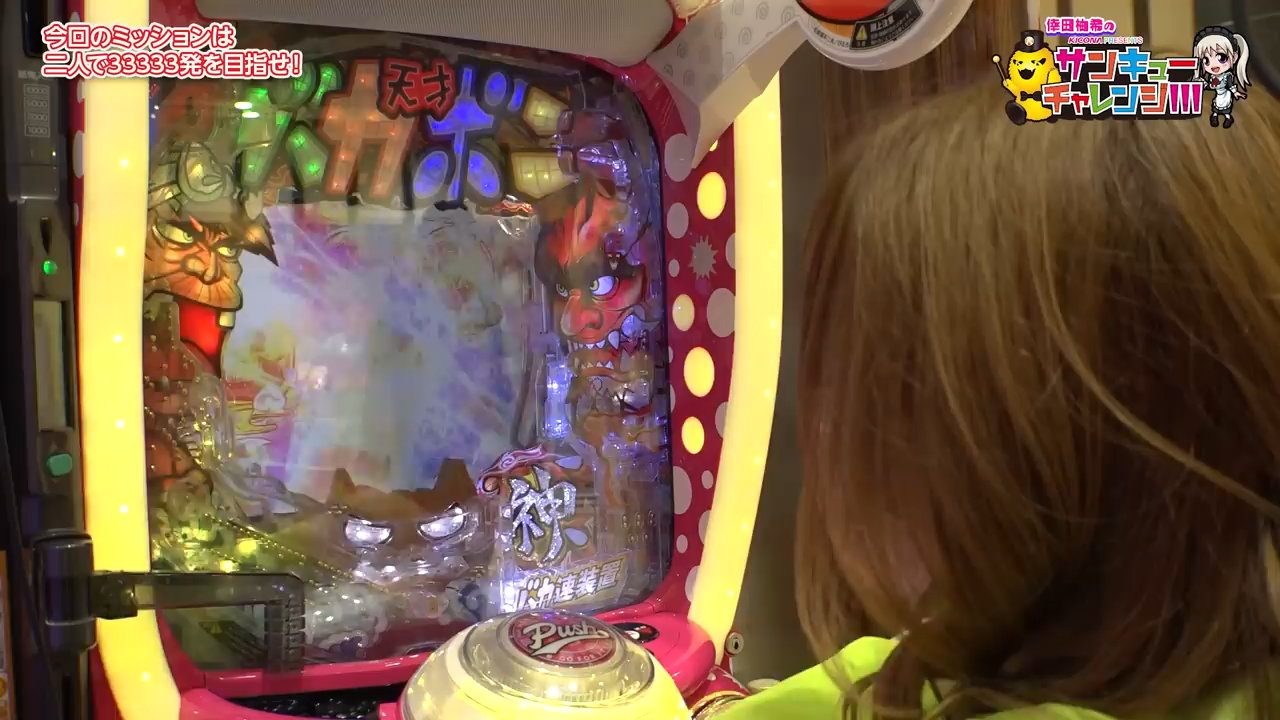 今回のミッションは
二人で33333発を目指せ!
倖田柚希の
KICONA PRESENTS
サンキュー
チャレンジ!!!
天才
バカボン
神
バカ連装置
Push